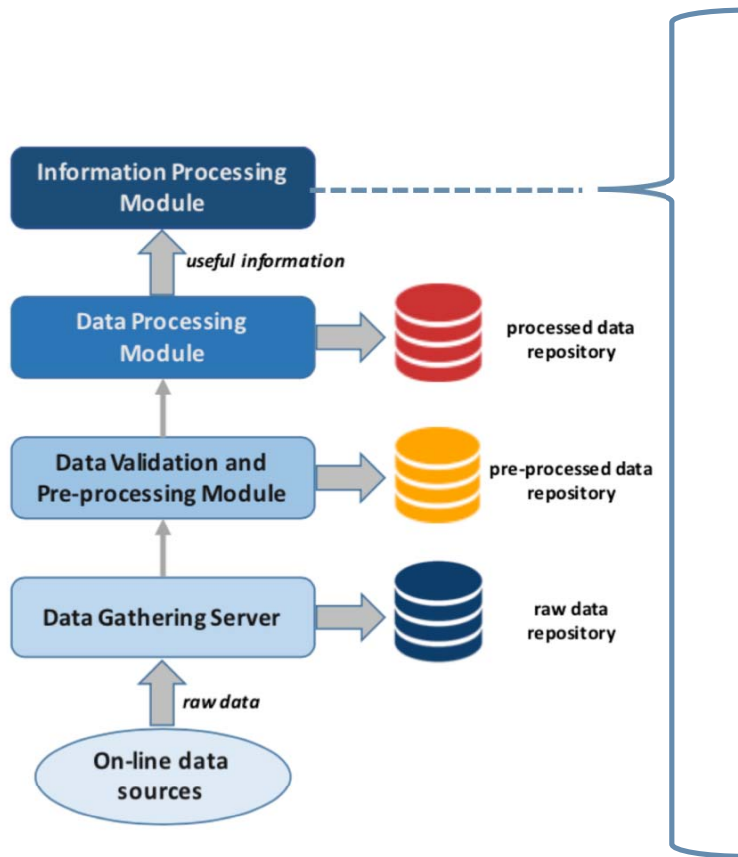 Information Processing
Module
useful information
Data Processing
Module
processed data
repository
Data Validation and
Pre-processing Module
pre-processed data
repository
Data Gathering Server
raw data
repository
raw data
On-line data
sources